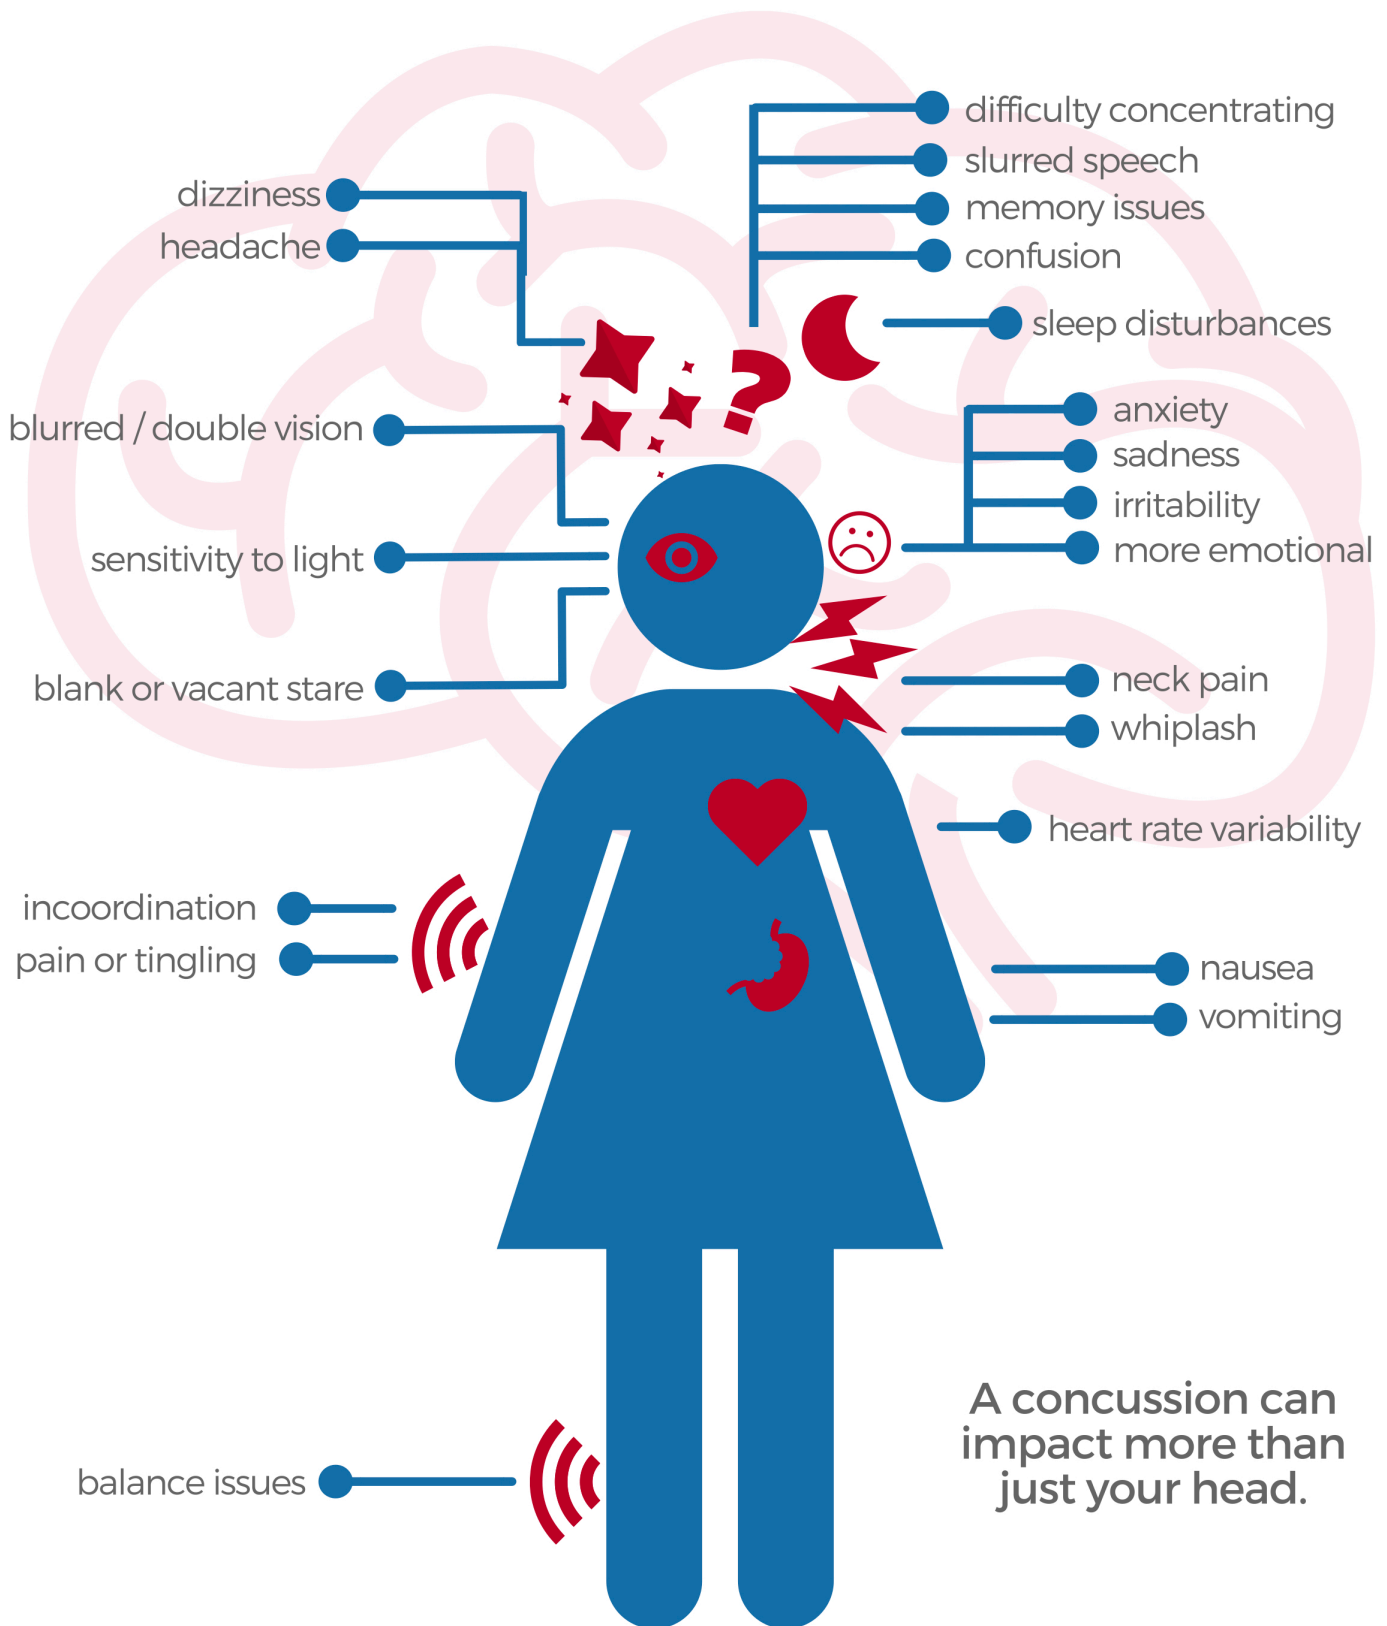 difficulty concentrating
slurred speech
memory issues
confusion
dizziness
headache
sleep disturbances
blurred / double vision
sensitivity to light
blank or vacant stare
anxiety
sadness
irritability
more emotional
neck pain
whiplash
heart rate variability
incoordination
pain or tingling
nausea
vomiting
balance issues
A concussion can
impact more than
just your head.